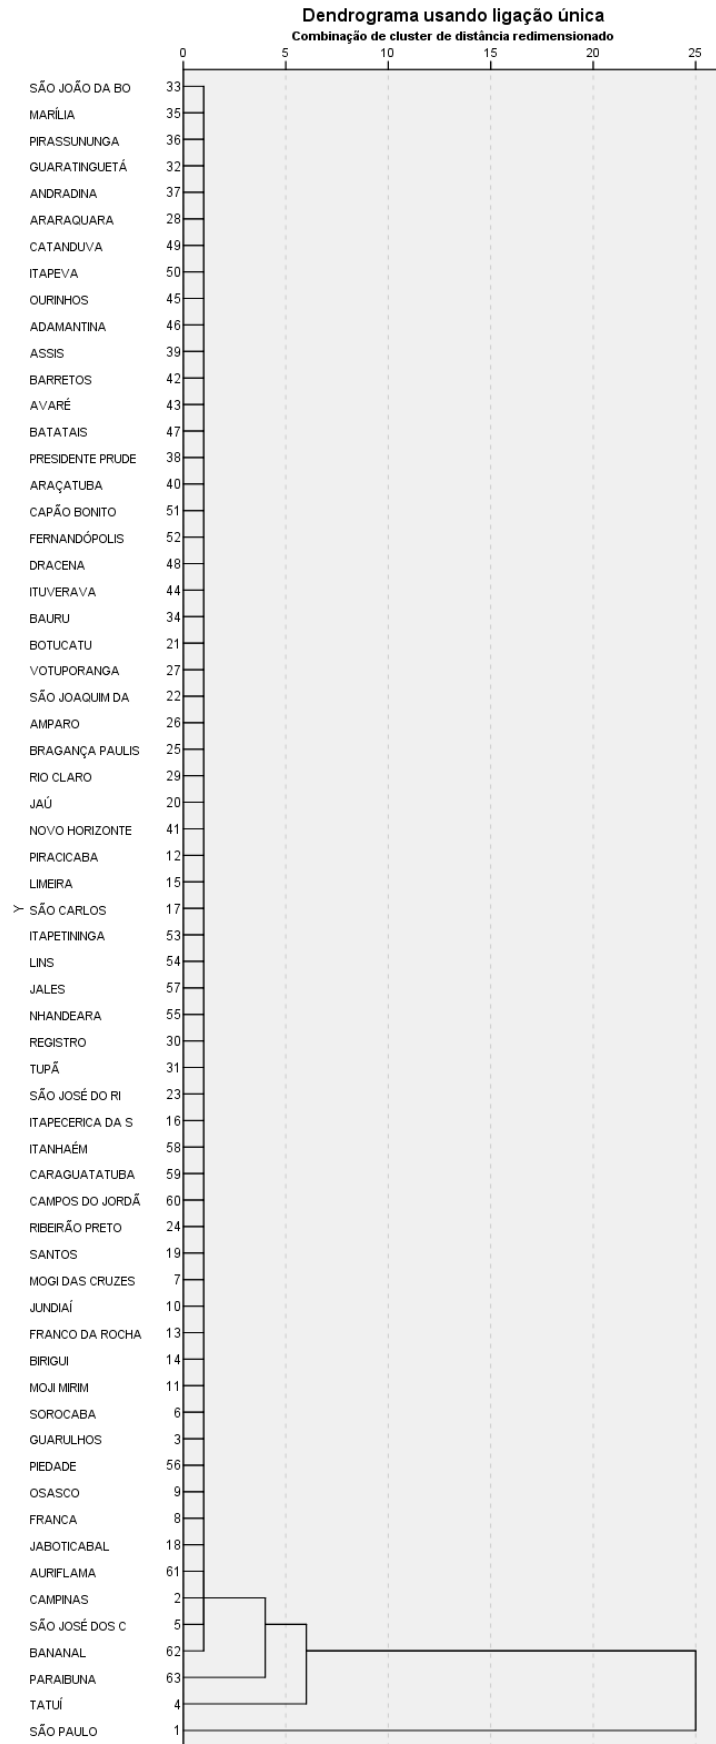 Dendrograma usando ligação única
Combinação de cluster de distância redimensionado
0 5 10 15 20 25
SÃO JOÃO DA BO 33
MARÍLIA 35
PIRASSUNUNGA 36
GUARATINGUETÁ 32
ANDRADINA 37
ARARAQUARA 28
CATANDUVA 49
ITAPEVA 50
OURINHOS 45
ADAMANTINA 46
ASSIS 39
BARRETOS 42
AVARÉ 43
BATATAIS 47
PRESIDENTE PRUDE 38
ARAÇATUBA 40
CAPÃO BONITO 51
FERNANDÓPOLIS 52
DRACENA 48
ITUVERAVA 44
BAURU 34
BOTUCATU 21
VOTUPORANGA 27
SÃO JOAQUIM DA 22
AMPARO 26
BRAGANÇA PAULIS 25
RIO CLARO 29
JAÚ 20
NOVO HORIZONTE 41
PIRACICABA 12
LIMEIRA 15
Y SÃO CARLOS 17
ITAPETININGA 53
LINS 54
JALES 57
NHANDEARA 55
REGISTRO 30
TUPÃ 31
SÃO JOSÉ DO RI 23
ITAPECERICA DA S 16
ITANHAÉM 58
CARAGUATATUBA 59
CAMPOS DO JORDÃ 60
RIBEIRÃO PRETO 24
SANTOS 19
MOGI DAS CRUZES 7
JUNDIAÍ 10
FRANCO DA ROCHA 13
BIRIGUI 14
MOJI MIRIM 11
SOROCABA 6
GUARULHOS 3
PIEDADE 56
OSASCO 9
FRANCA 8
JABOTICABAL 18
AURIFLAMA 61
CAMPINAS 2
SÃO JOSÉ DOS C 5
BANANAL 62
PARAIBUNA 63
TATUÍ 4
SÃO PAULO 1